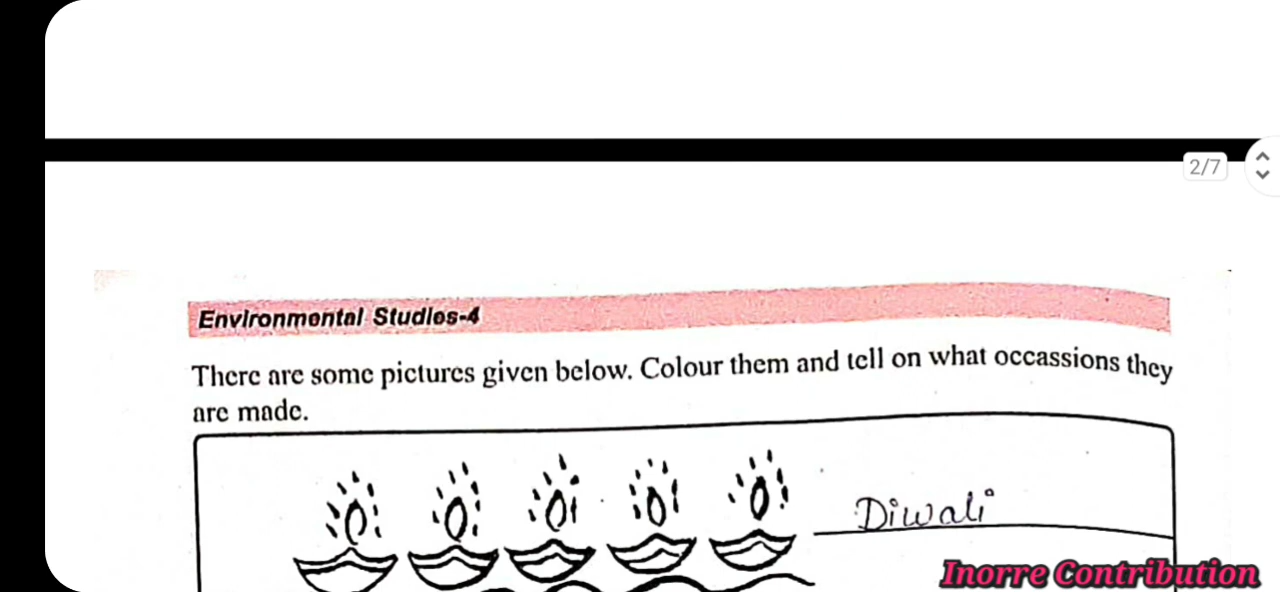 2/7
Environmental Studies-4
There are some pictures given below. Colour them and tell on what occassions they
are made.
Diwali
Inorre Contribution